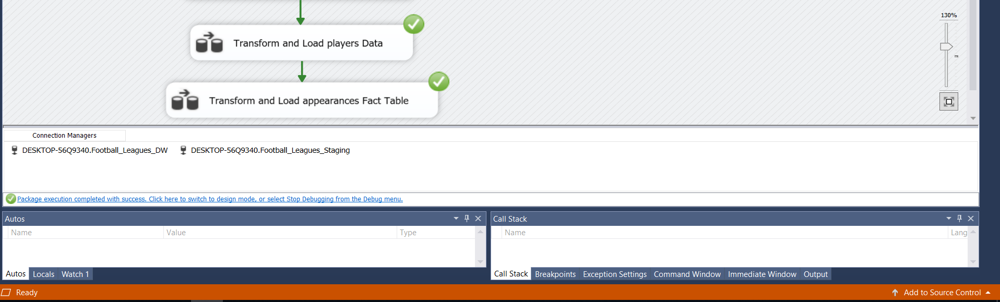 130%
Transform and Load players Data
Transform and Load appearances Fact Table
Connection Managers
DESKTOP-56Q9340.Football_Leagues_DW DESKTOP-56Q9340.Football_Leagues_Staging
Package execution completed with success. Click here to switch to design mode, or select Stop Debugging from the Debug menu.
Autos
Name Value Type
Autos Locals Watch 1
Call Stack
Name Lang
Call Stack Breakpoints Exception Settings Command Window Immediate Window Output
Ready Add to Source Control